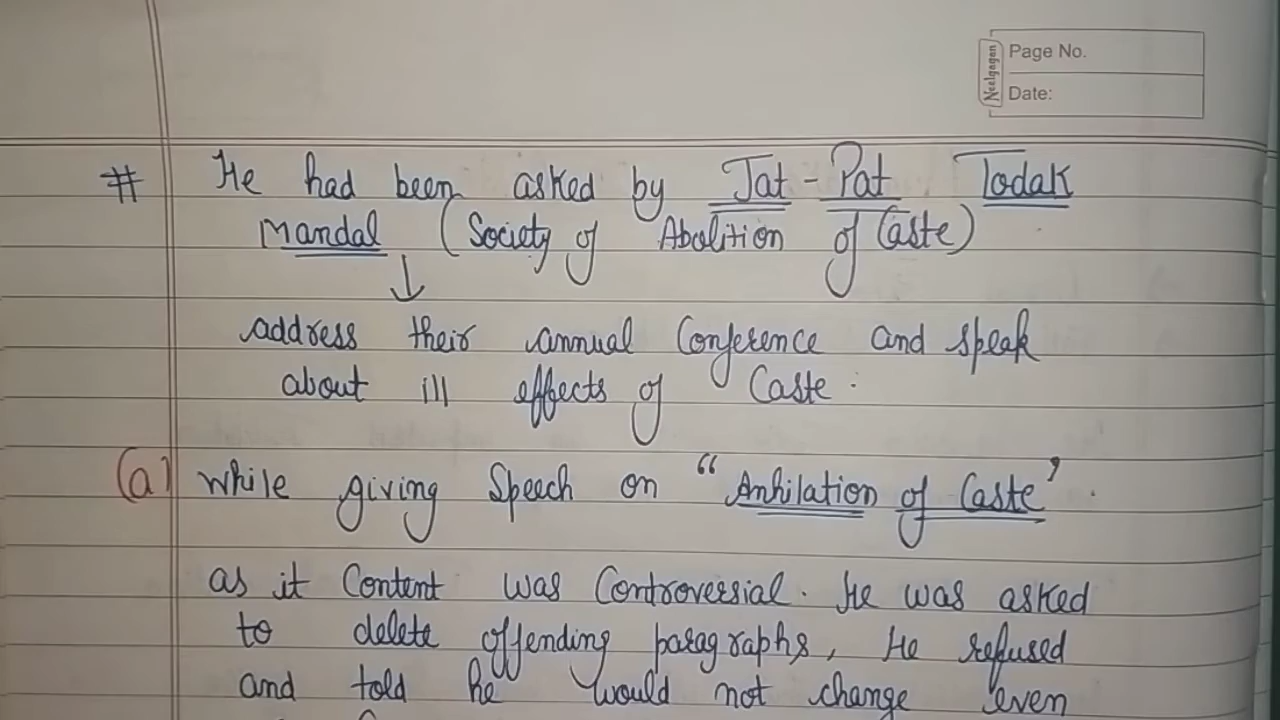 Neelgagan
Page No.
Date:
# He had been asked by Jat-Pat Todak
Mandal (Society of Abolition of Caste)
↓
address their annual Conference and speak
about ill effects of Caste.
(a) while giving Speech on "Anhilation of Caste".
as it Content was Controversial. He was asked
to delete offending paragraphs, He refused
and told he would not change even